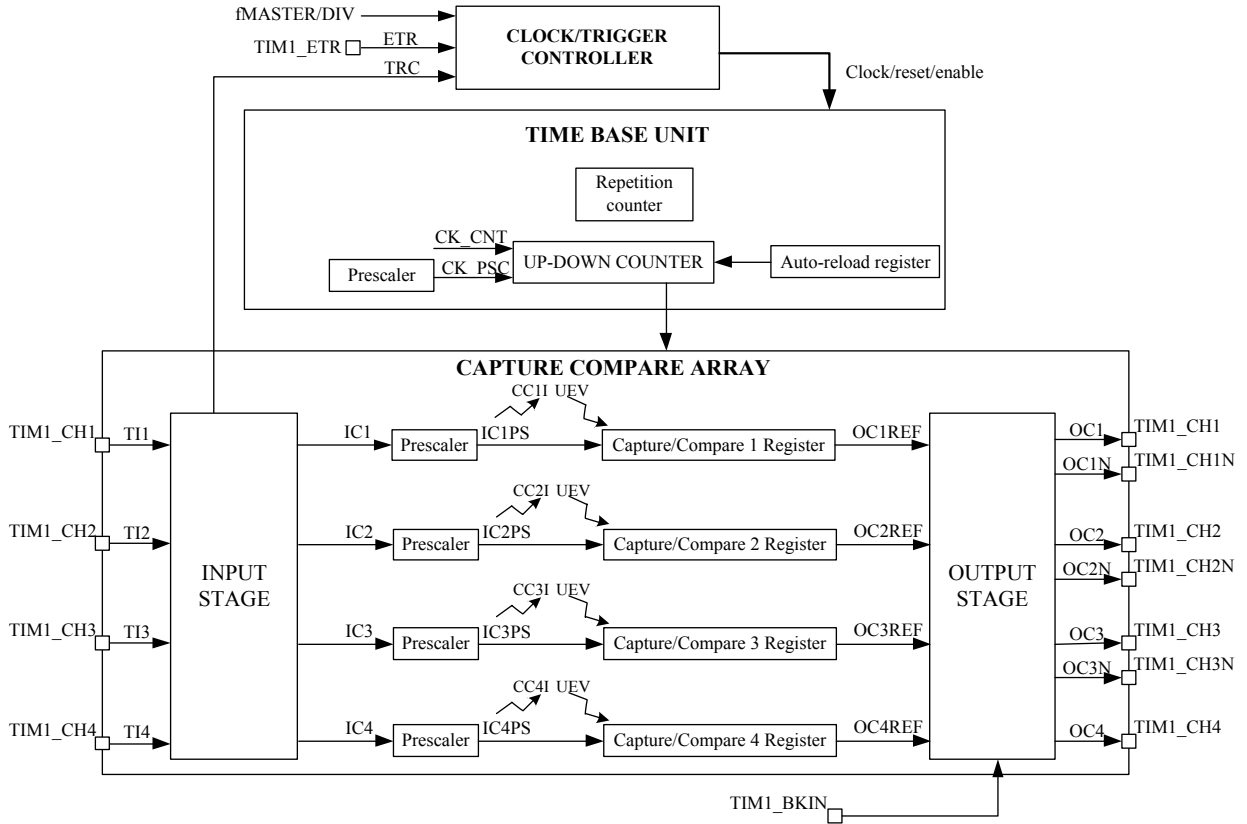 fMASTER/DIV
TIM1_ETR
ETR
TRC
CLOCK/TRIGGER
CONTROLLER
Clock/reset/enable
TIME BASE UNIT
Repetition
counter
CK_CNT
Prescaler
CK_PSC
UP-DOWN COUNTER
Auto-reload register
CAPTURE COMPARE ARRAY
CC1I UEV
TIM1_CH1
TI1
IC1
Prescaler
IC1PS
Capture/Compare 1 Register
OC1REF
OC1
TIM1_CH1
OC1N
TIM1_CH1N
CC2I UEV
TIM1_CH2
TI2
IC2
Prescaler
IC2PS
Capture/Compare 2 Register
OC2REF
OC2
TIM1_CH2
OC2N
TIM1_CH2N
INPUT
STAGE
OUTPUT
STAGE
CC3I UEV
TIM1_CH3
TI3
IC3
Prescaler
IC3PS
Capture/Compare 3 Register
OC3REF
OC3
TIM1_CH3
OC3N
TIM1_CH3N
CC4I UEV
TIM1_CH4
TI4
IC4
Prescaler
IC4PS
Capture/Compare 4 Register
OC4REF
OC4
TIM1_CH4
TIM1_BKIN